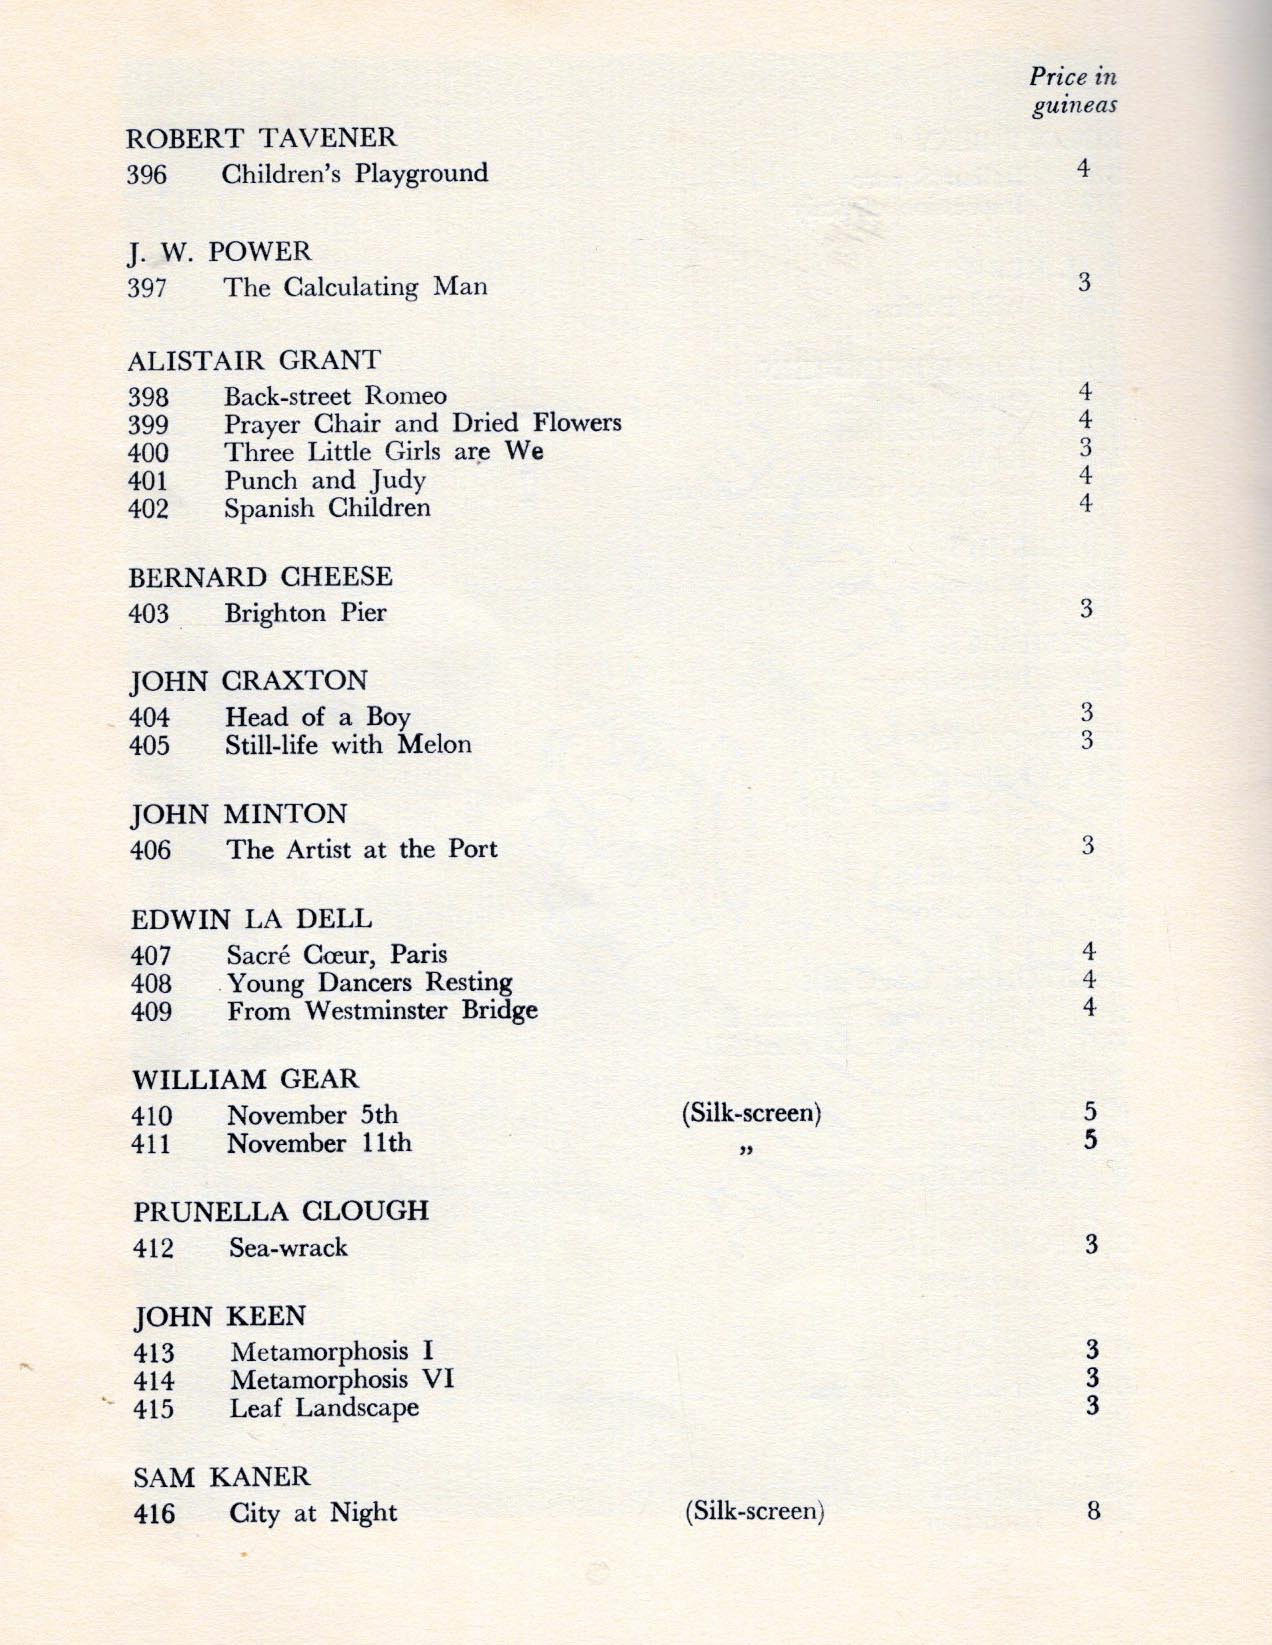 Price in
guineas
ROBERT TAVENER
396 Children's Playground 4
J. W. POWER
397 The Calculating Man 3
ALISTAIR GRANT
398 Back-street Romeo 4
399 Prayer Chair and Dried Flowers 4
400 Three Little Girls are We 3
401 Punch and Judy 4
402 Spanish Children 4
BERNARD CHEESE
403 Brighton Pier 3
JOHN CRAXTON
404 Head of a Boy 3
405 Still-life with Melon 3
JOHN MINTON
406 The Artist at the Port 3
EDWIN LA DELL
407 Sacré Cœur, Paris 4
408 Young Dancers Resting 4
409 From Westminster Bridge 4
WILLIAM GEAR
410 November 5th (Silk-screen) 5
411 November 11th „ 5
PRUNELLA CLOUGH
412 Sea-wrack 3
JOHN KEEN
413 Metamorphosis I 3
414 Metamorphosis VI 3
415 Leaf Landscape 3
SAM KANER
416 City at Night (Silk-screen) 8